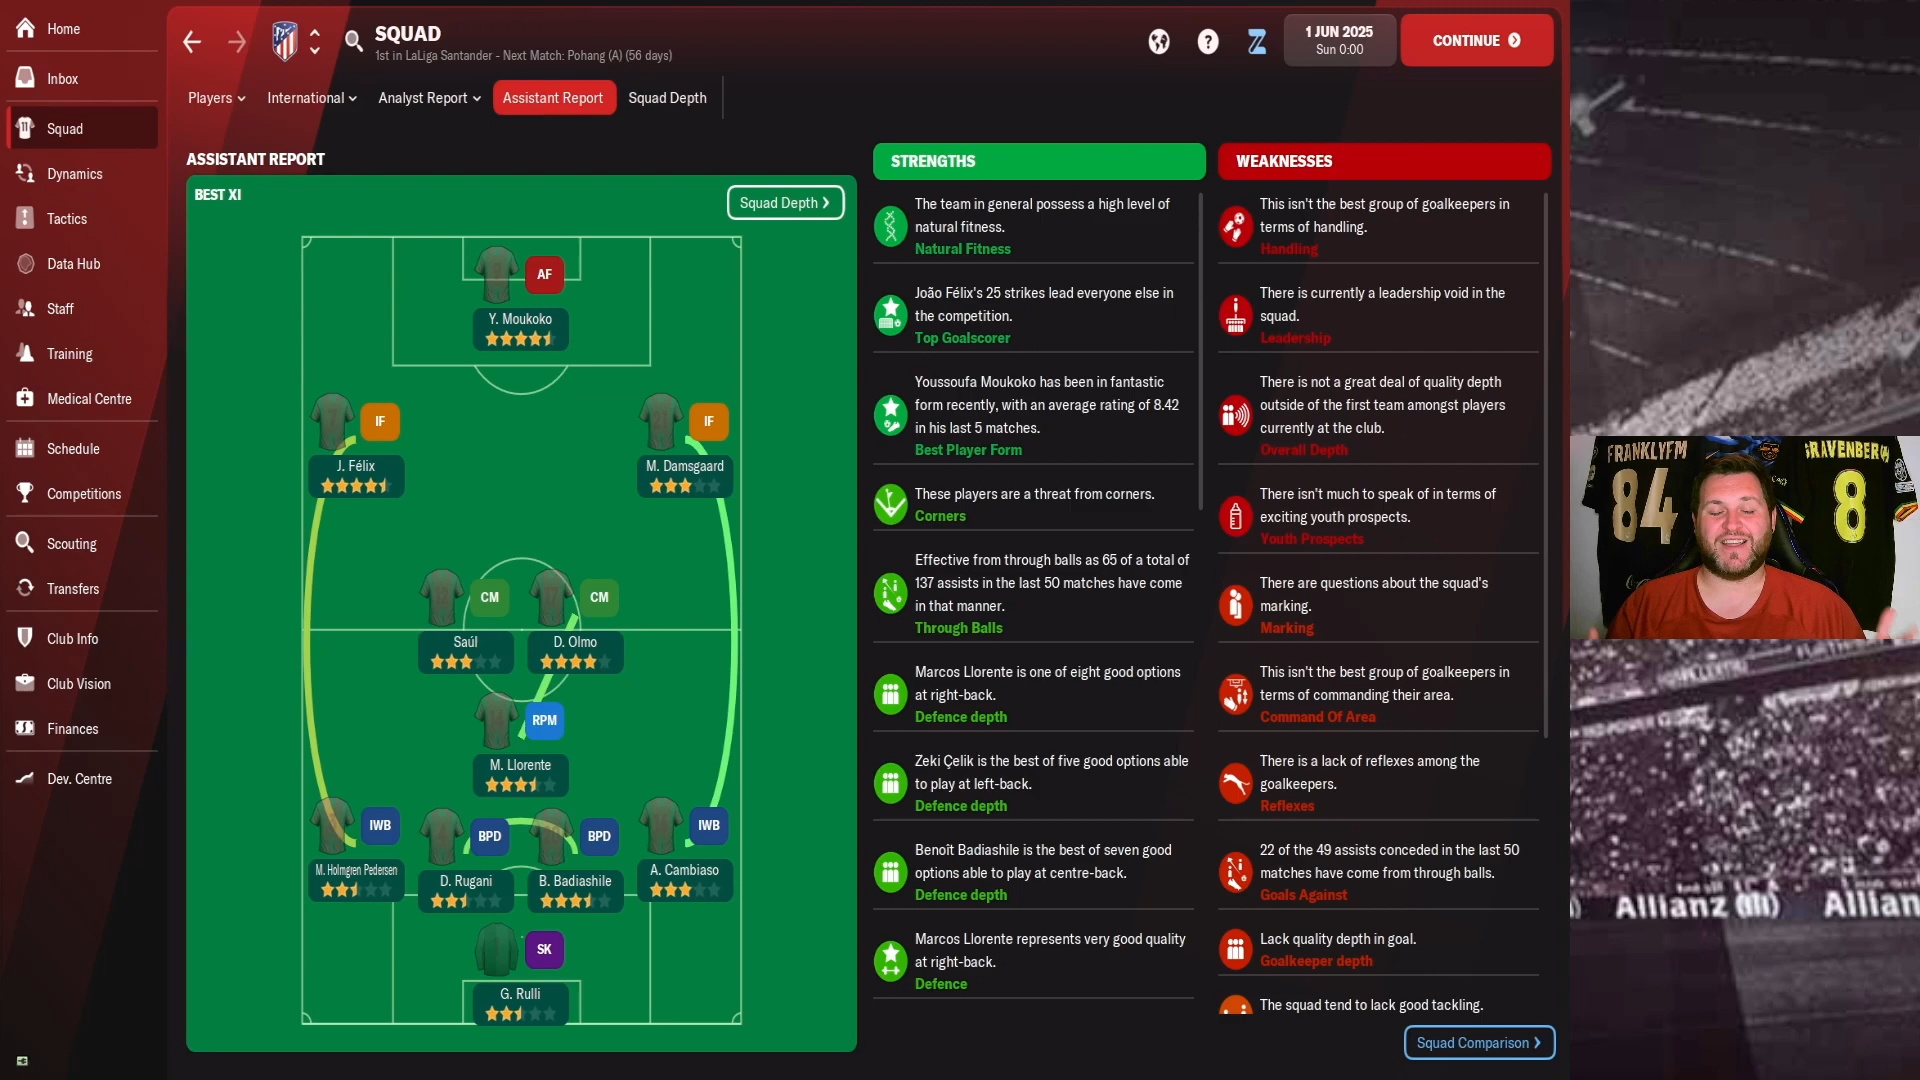 Home
Inbox
Squad
Dynamics
Tactics
Data Hub
Staff
Training
Medical Centre
Schedule
Competitions
Scouting
Transfers
Club Info
Club Vision
Finances
Dev. Centre
SQUAD
1st in LaLiga Santander - Next Match: Pohang (A) (56 days)
1 JUN 2025
Sun 0:00
CONTINUE
Players
International
Analyst Report
Assistant Report
Squad Depth
ASSISTANT REPORT
BEST XI
Squad Depth
AF
Y. Moukoko
IF
J. Félix
IF
M. Damsgaard
CM
Saúl
CM
D. Olmo
RPM
M. Llorente
IWB
M. Holmgren Pedersen
BPD
D. Rugani
BPD
B. Badiashile
IWB
A. Cambiaso
SK
G. Rulli
STRENGTHS
The team in general possess a high level of
natural fitness.
Natural Fitness
João Félix's 25 strikes lead everyone else in
the competition.
Top Goalscorer
Youssoufa Moukoko has been in fantastic
form recently, with an average rating of 8.42
in his last 5 matches.
Best Player Form
These players are a threat from corners.
Corners
Effective from through balls as 65 of a total of
137 assists in the last 50 matches have come
in that manner.
Through Balls
Marcos Llorente is one of eight good options
at right-back.
Defence depth
Zeki Çelik is the best of five good options able
to play at left-back.
Defence depth
Benoît Badiashile is the best of seven good
options able to play at centre-back.
Defence depth
Marcos Llorente represents very good quality
at right-back.
Defence
WEAKNESSES
This isn't the best group of goalkeepers in
terms of handling.
Handling
There is currently a leadership void in the
squad.
Leadership
There is not a great deal of quality depth
outside of the first team amongst players
currently at the club.
Overall Depth
There isn't much to speak of in terms of
exciting youth prospects.
Youth Prospects
There are questions about the squad's
marking.
Marking
This isn't the best group of goalkeepers in
terms of commanding their area.
Command Of Area
There is a lack of reflexes among the
goalkeepers.
Reflexes
22 of the 49 assists conceded in the last 50
matches have come from through balls.
Goals Against
Lack quality depth in goal.
Goalkeeper depth
The squad tend to lack good tackling.
Squad Comparison
FRANKLYFM
84
GRAVENBERCH
8
Allianz
Allian